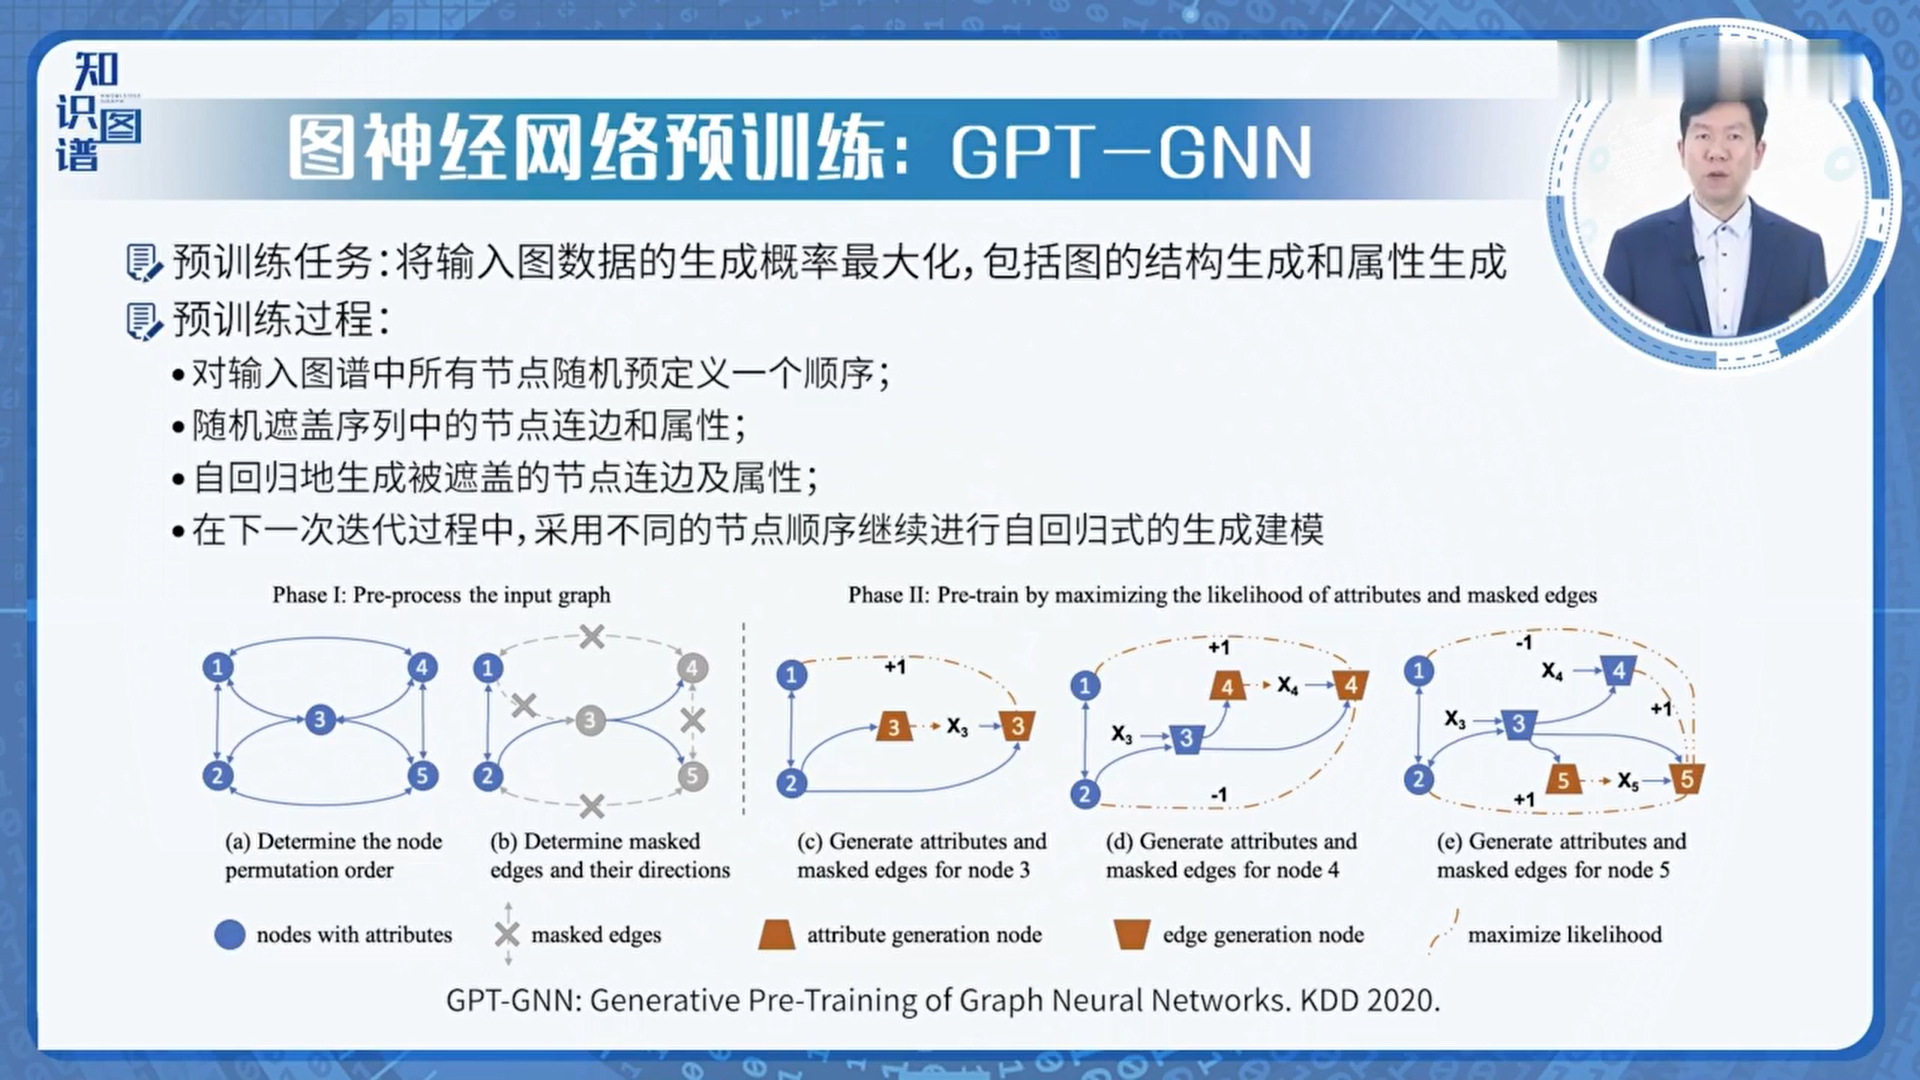 知识图谱
图神经网络预训练：GPT-GNN
预训练任务：将输入图数据的生成概率最大化，包括图的结构生成和属性生成
预训练过程：
•对输入图谱中所有节点随机预定义一个顺序；
•随机遮盖序列中的节点连边和属性；
•自回归地生成被遮盖的节点连边及属性；
•在下一次迭代过程中，采用不同的节点顺序继续进行自回归式的生成建模
Phase I: Pre-process the input graph
Phase II: Pre-train by maximizing the likelihood of attributes and masked edges
1 4 3 2 5
1 4 3 2 5
1 +1 3 X3 3 2
1 +1 4 X4 4 X3 3 2 -1
1 -1 X4 4 X3 3 +1 2 5 X5 5 +1
(a) Determine the node
permutation order
(b) Determine masked
edges and their directions
(c) Generate attributes and
masked edges for node 3
(d) Generate attributes and
masked edges for node 4
(e) Generate attributes and
masked edges for node 5
nodes with attributes
masked edges
attribute generation node
edge generation node
maximize likelihood
GPT-GNN: Generative Pre-Training of Graph Neural Networks. KDD 2020.